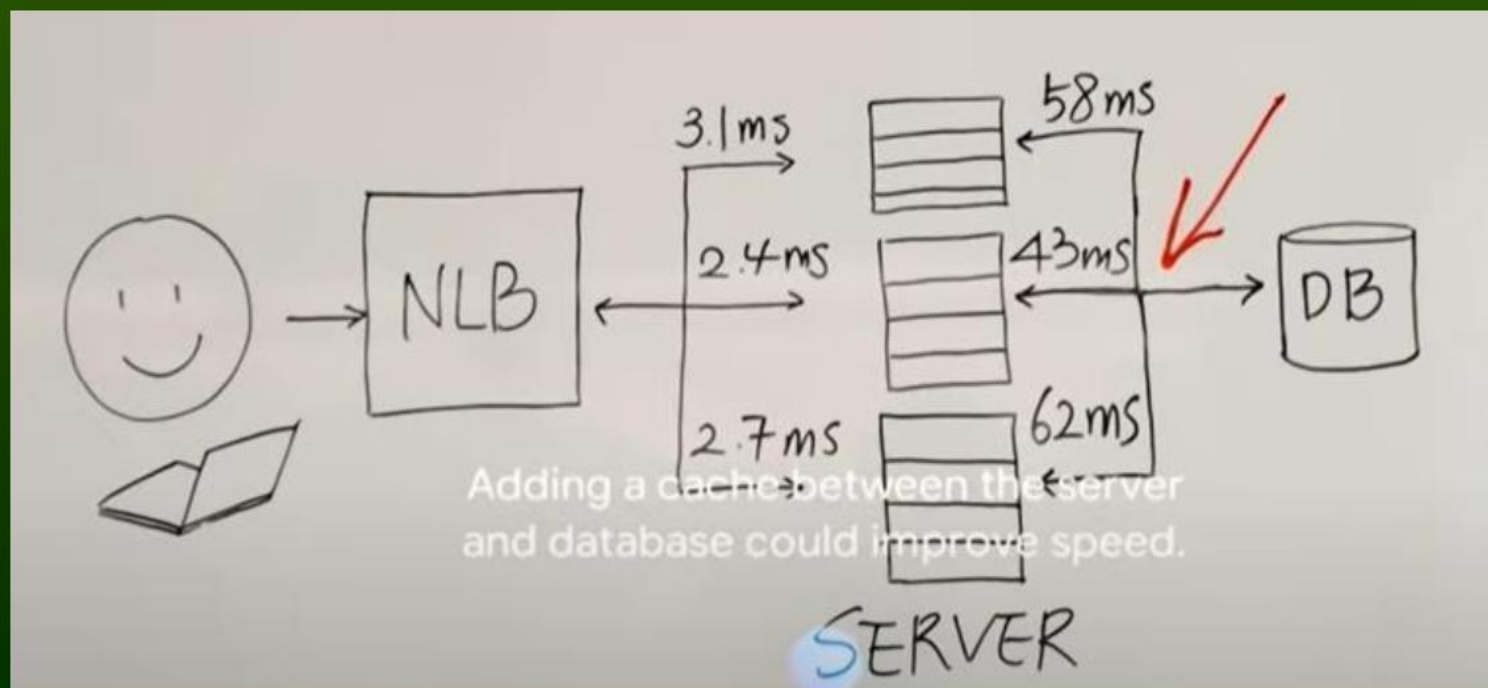 3.1ms
58ms
NLB
2.4ms
43ms
DB
2.7ms
62ms
Adding a cache between the server
and database could improve speed.
SERVER